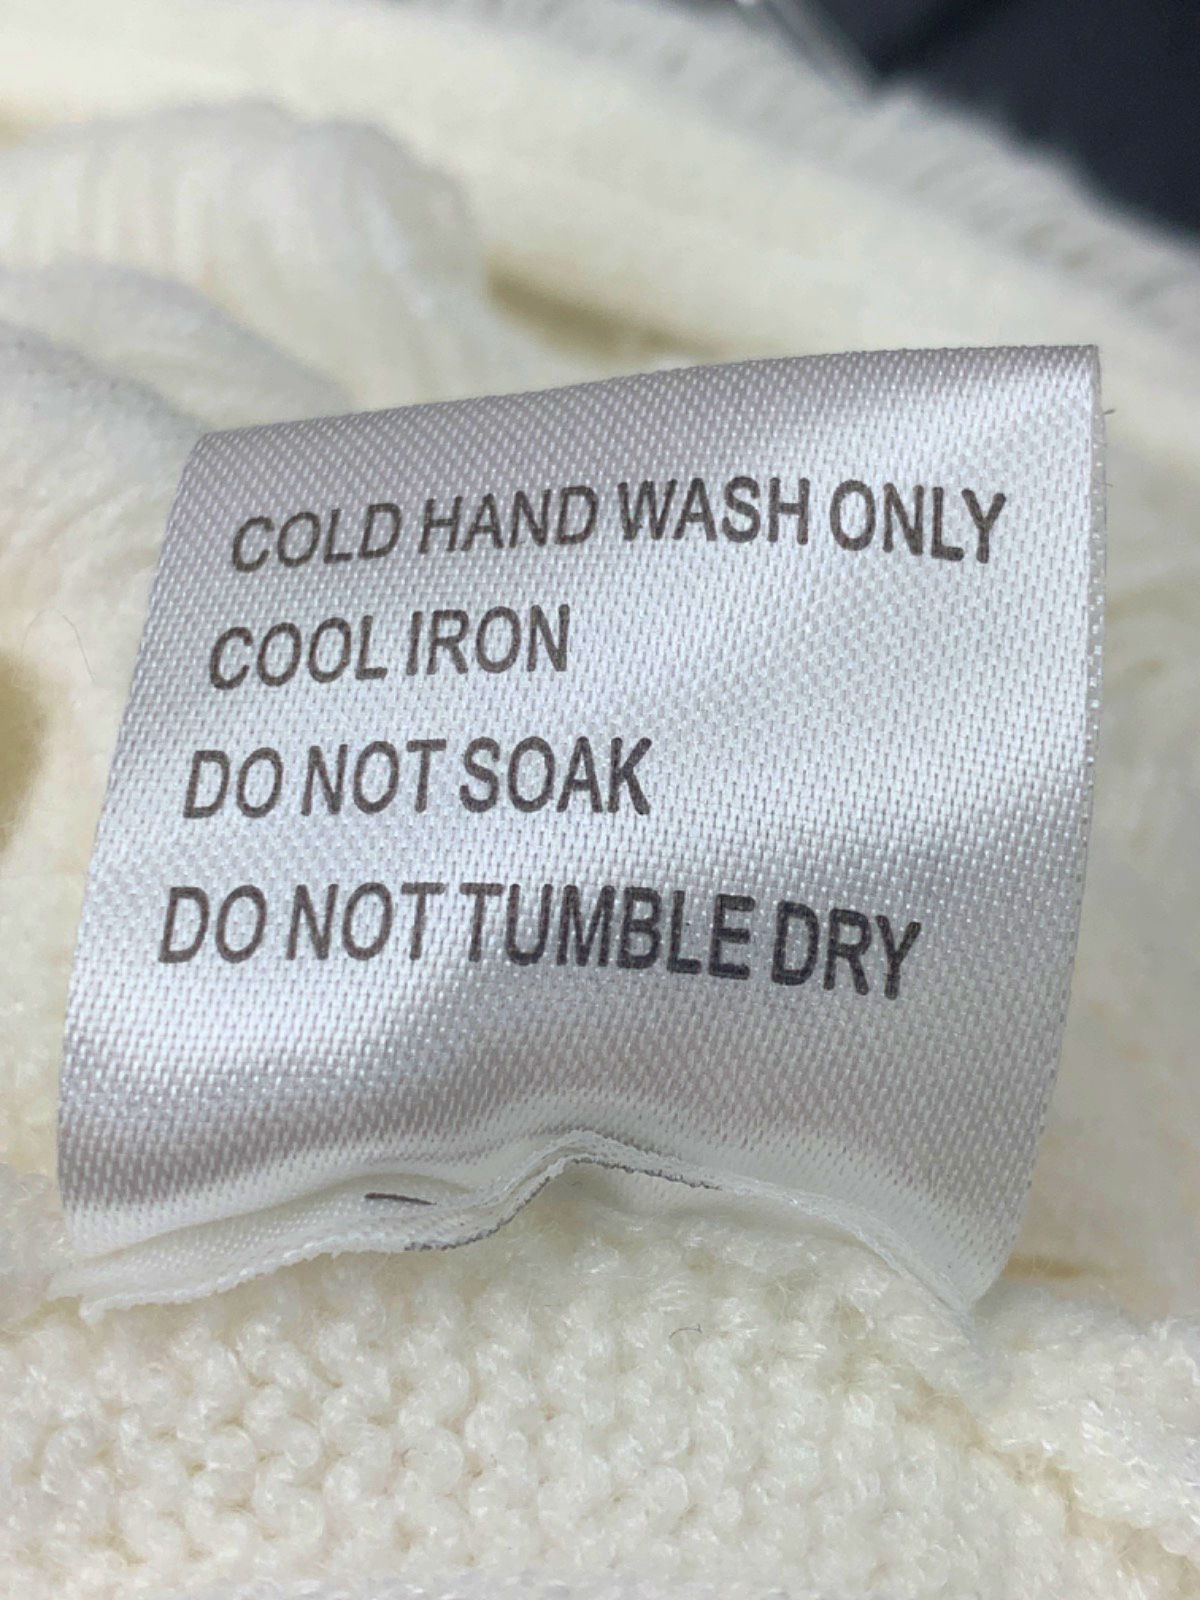 COLD HAND WASH ONLY
COOL IRON
DO NOT SOAK
DO NOT TUMBLE DRY